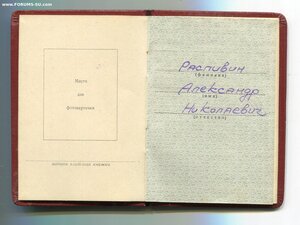 www.FORUMS-SU.com
Место
для
фотокарточки
Распивин
(фамилия)
Александр
(имя)
Николаевич
(отчество)